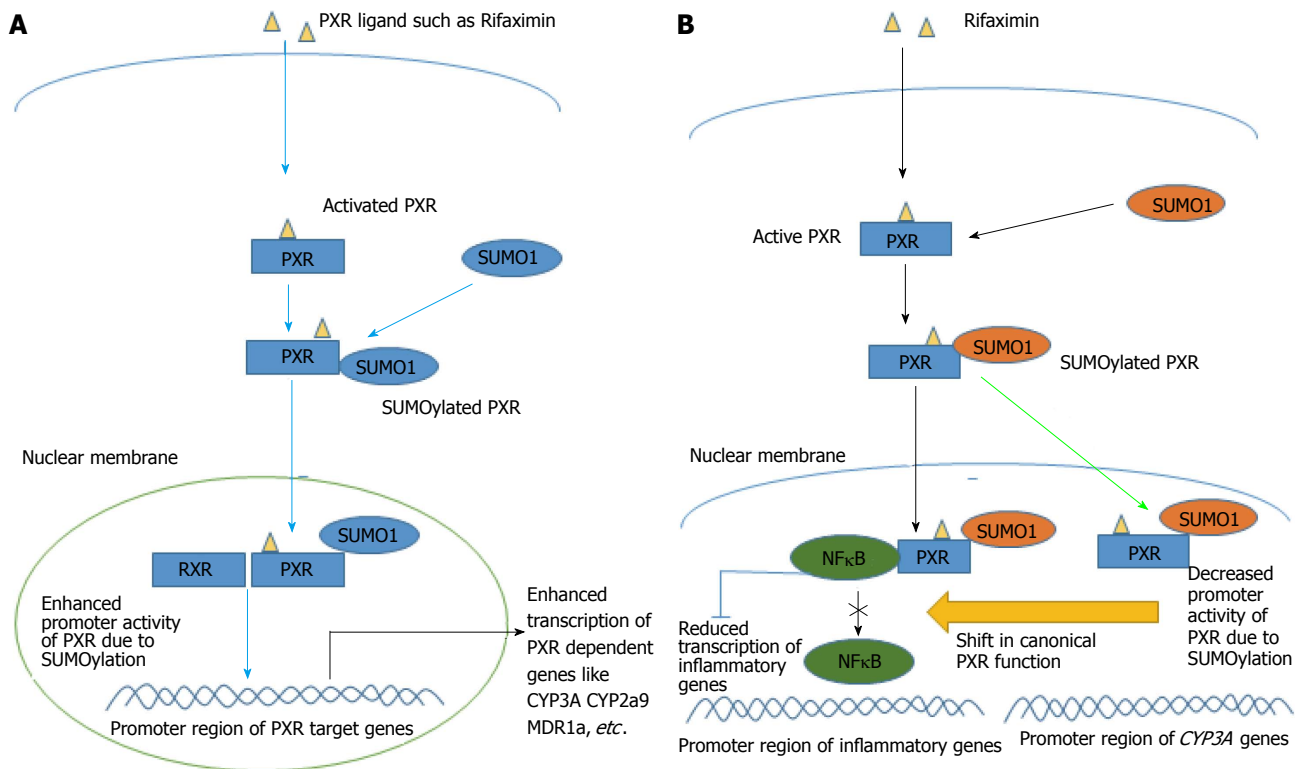 A
PXR ligand such as Rifaximin
Activated PXR
PXR
SUMO1
PXR
SUMO1
SUMOylated PXR
Nuclear membrane
SUMO1
RXR
PXR
Enhanced
promoter activity
of PXR due to
SUMOylation
Enhanced
transcription of
PXR dependent
genes like
CYP3A CYP2a9
MDR1a, etc.
Promoter region of PXR target genes
B
Rifaximin
SUMO1
Active PXR
PXR
SUMO1
PXR
SUMOylated PXR
Nuclear membrane
SUMO1
SUMO1
NFκB
PXR
PXR
Decreased
promoter
activity of
PXR due to
SUMOylation
Reduced
transcription of
inflammatory
genes
Shift in canonical
PXR function
NFκB
Promoter region of inflammatory genes
Promoter region of CYP3A genes